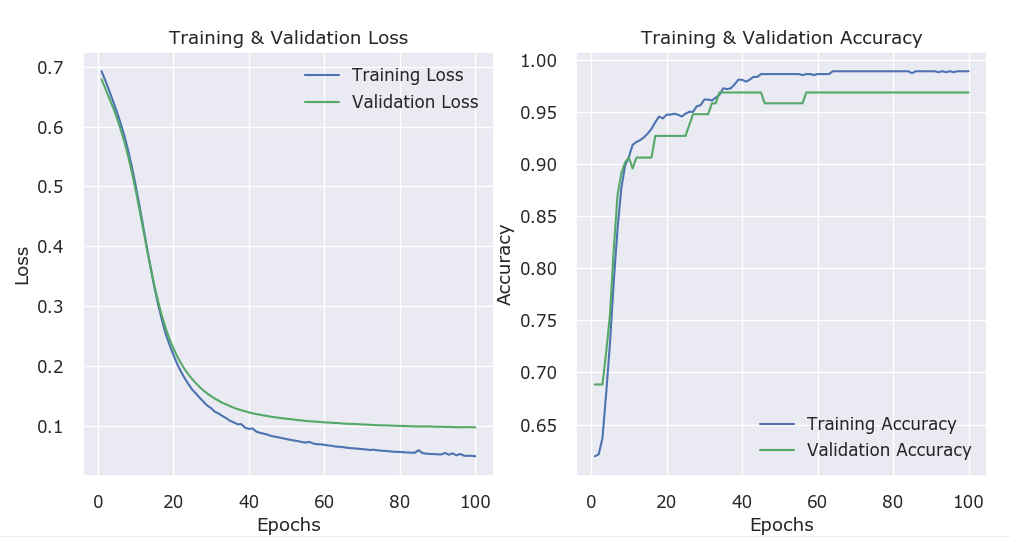 Training & Validation Loss
0.7
0.6
0.5
0.4
0.3
0.2
0.1
Loss
Training Loss
Validation Loss
0 20 40 60 80 100
Epochs
Training & Validation Accuracy
1.00
0.95
0.90
0.85
0.80
0.75
0.70
0.65
Accuracy
Training Accuracy
Validation Accuracy
0 20 40 60 80 100
Epochs